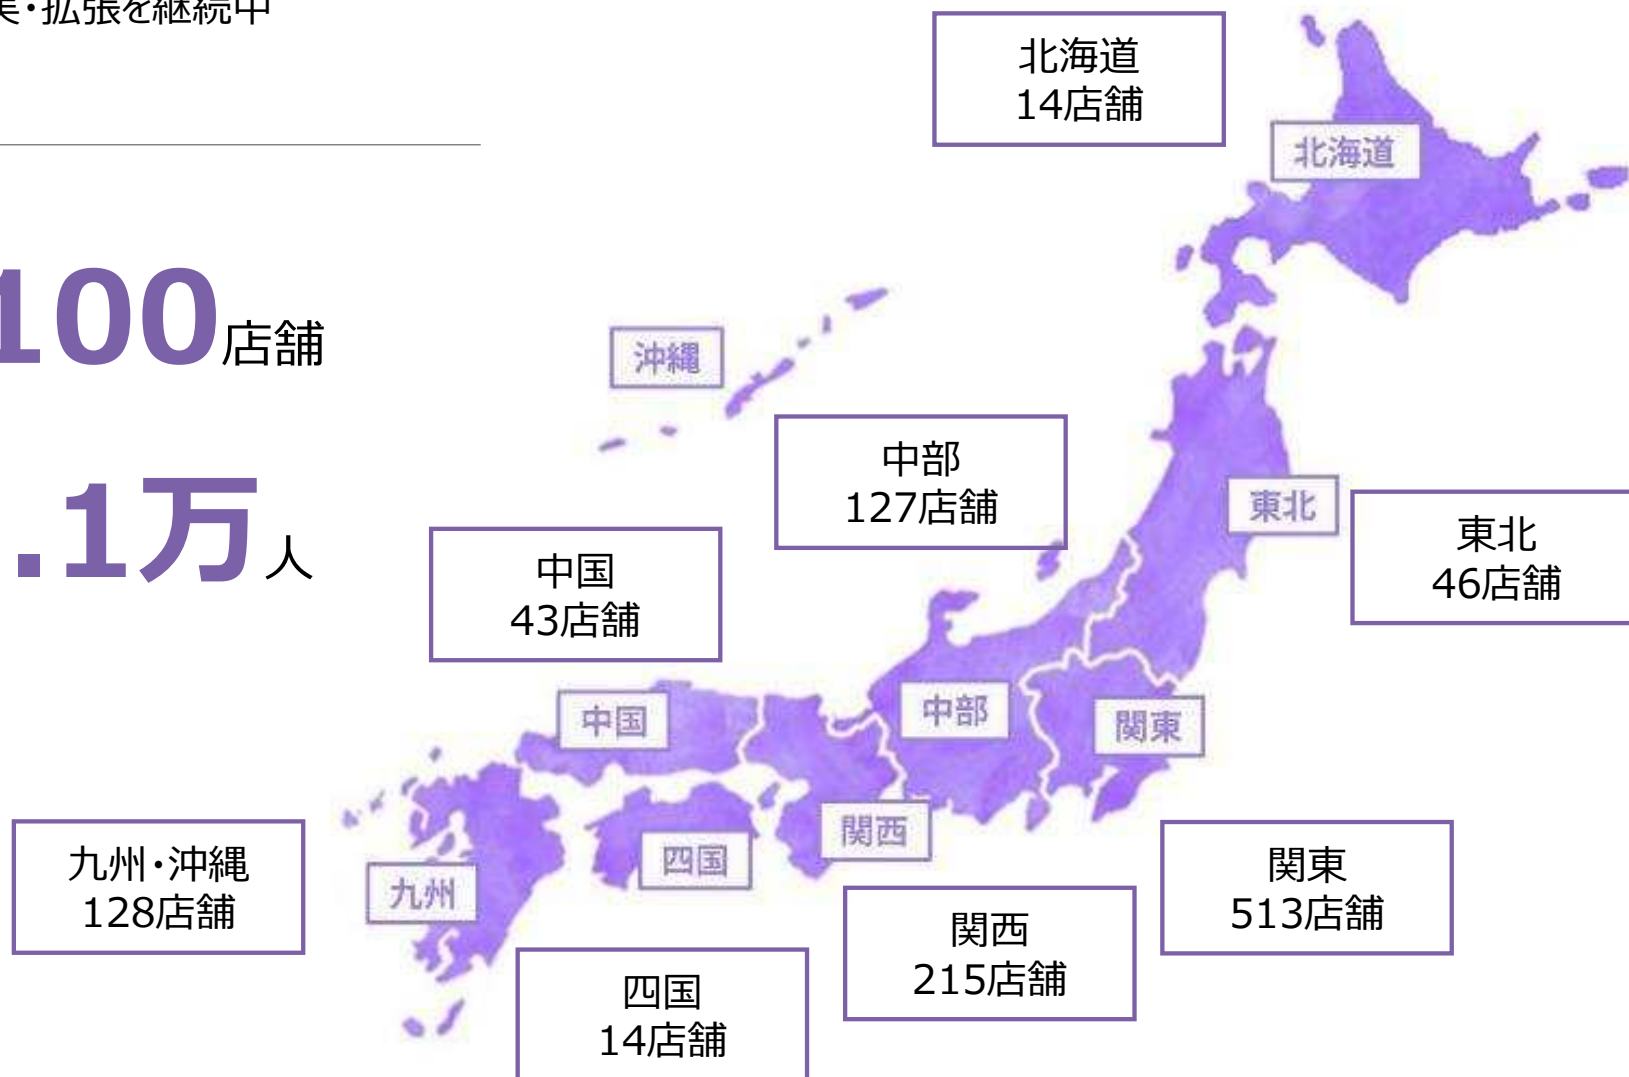 ・拡張を継続中
100店舗
.1万人
北海道
14店舗
北海道
沖縄
中部
127店舗
東北
東北
46店舗
中国
43店舗
中国
中部
関東
関西
四国
九州
九州・沖縄
128店舗
関東
513店舗
関西
215店舗
四国
14店舗